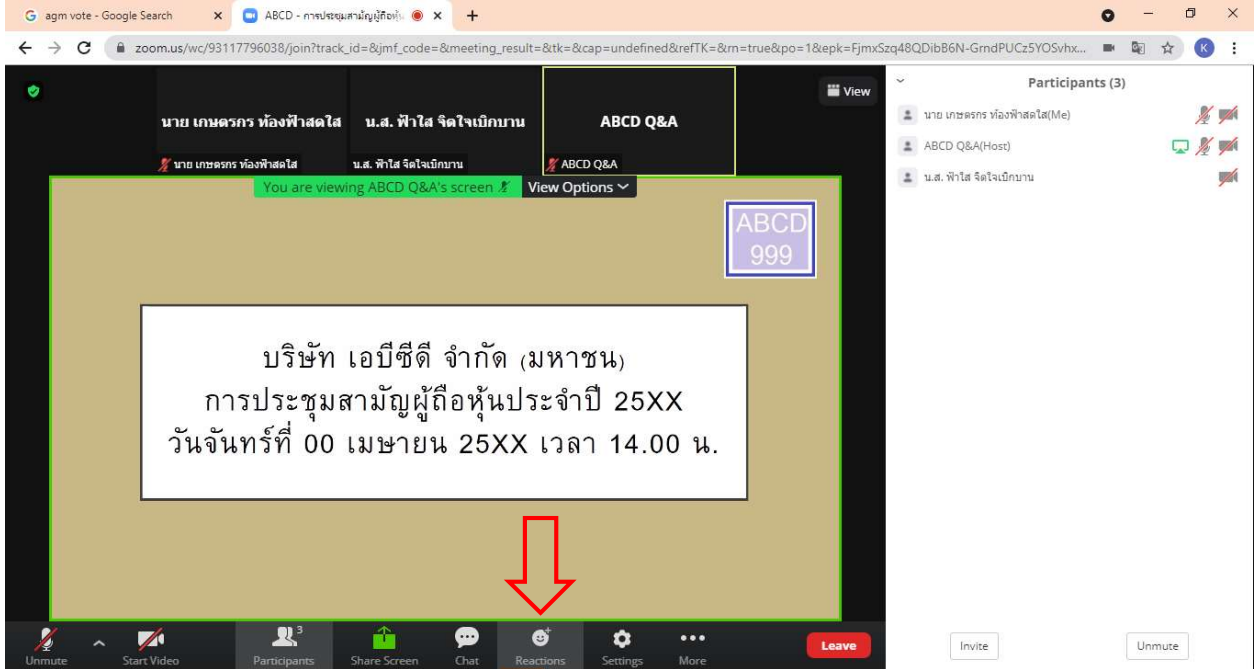 agm vote - Google Search
ABCD - การประชุมสามัญผู้ถือหุ้
zoom.us/wc/93117796038/join?track_id=&jmf_code=&meeting_result=&tk=&cap=undefined&refTK=&rn=true&po=1&epk=FjmxSzq48QDibB6N-GrndPUCz5YOSvhx...
K
View
นาย เกษตรกร ท้องฟ้าสดใส
น.ส. ฟ้าใส จิตใจเบิกบาน
ABCD Q&A
นาย เกษตรกร ท้องฟ้าสดใส
น.ส. ฟ้าใส จิตใจเบิกบาน
ABCD Q&A
You are viewing ABCD Q&A's screen
View Options
ABCD
999
บริษัท เอบีซีดี จำกัด (มหาชน)
การประชุมสามัญผู้ถือหุ้นประจำปี 25XX
วันจันทร์ที่ 00 เมษายน 25XX เวลา 14.00 น.
Unmute
Start Video
3
Participants
Share Screen
Chat
Reactions
Settings
More
Leave
Participants (3)
นาย เกษตรกร ท้องฟ้าสดใส(Me)
ABCD Q&A(Host)
น.ส. ฟ้าใส จิตใจเบิกบาน
Invite
Unmute